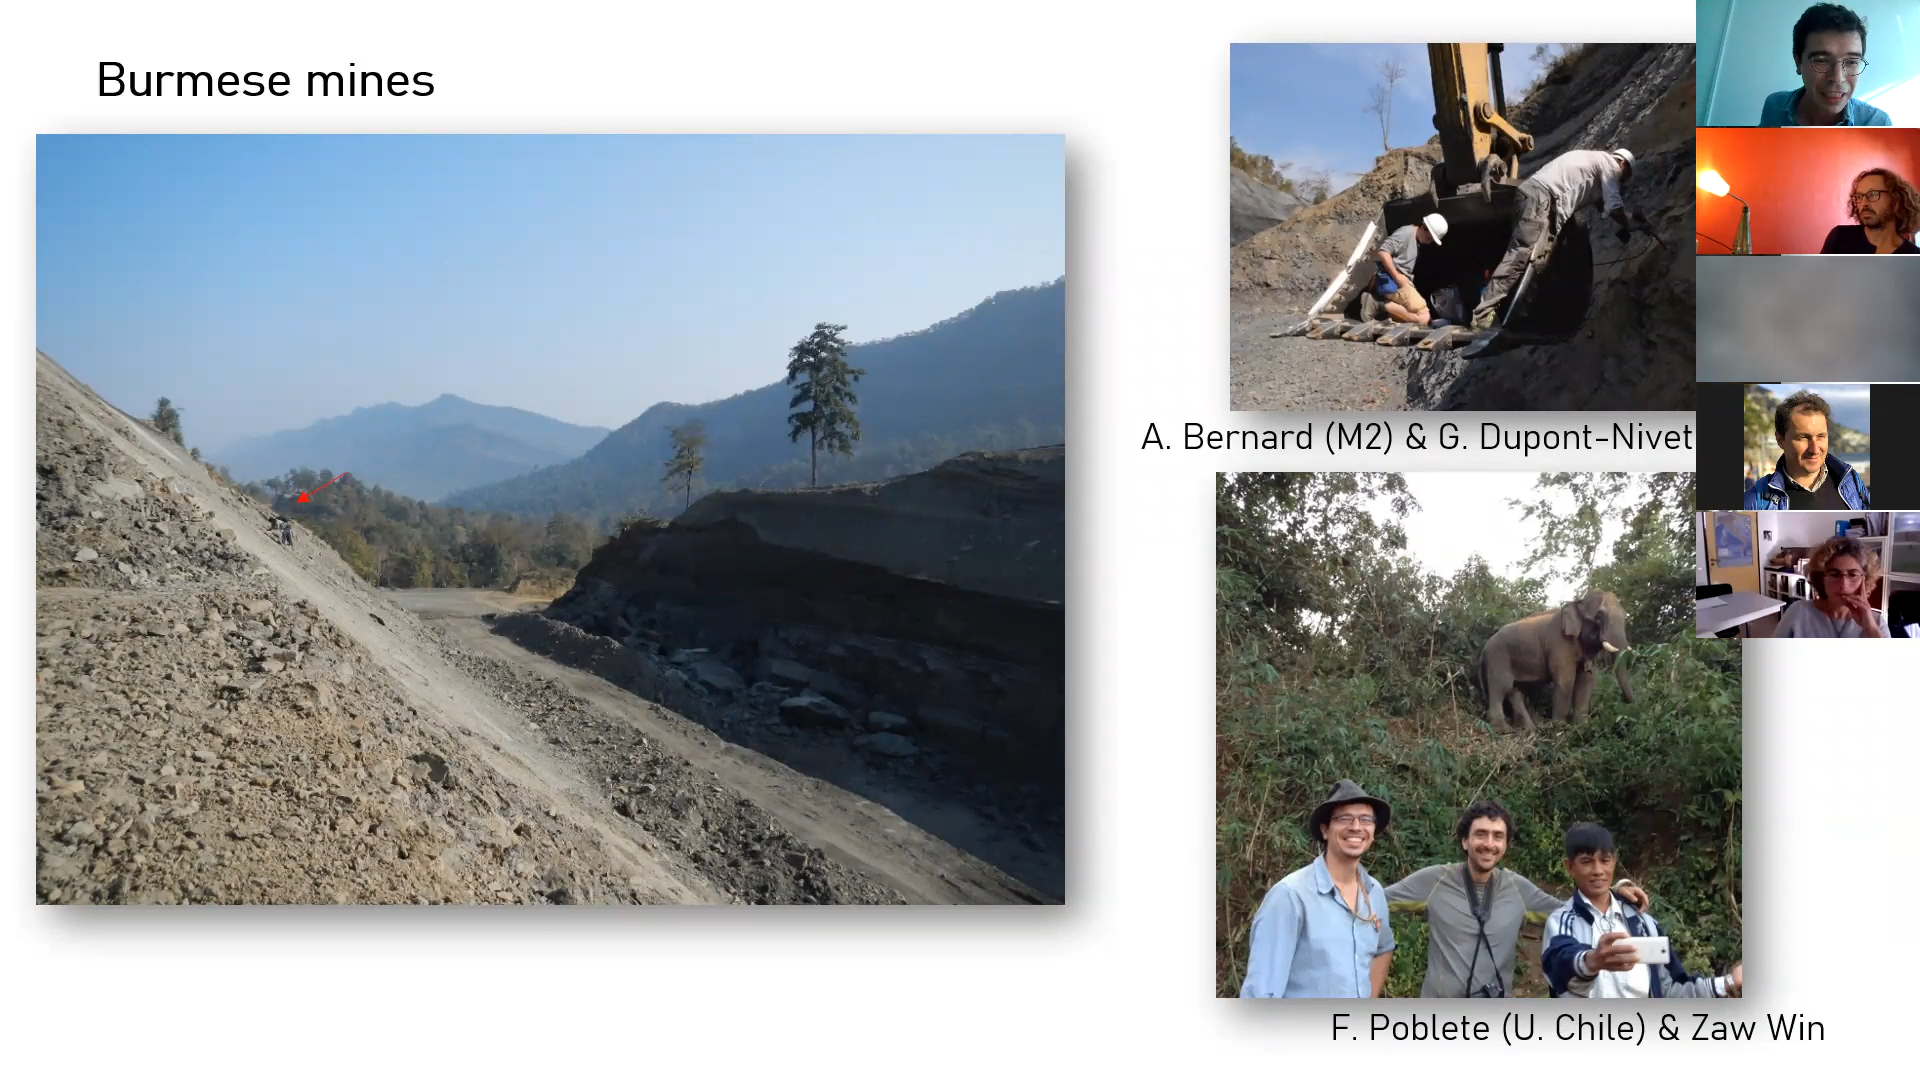 Burmese mines
A. Bernard (M2) & G. Dupont-Nivet
F. Poblete (U. Chile) & Zaw Win